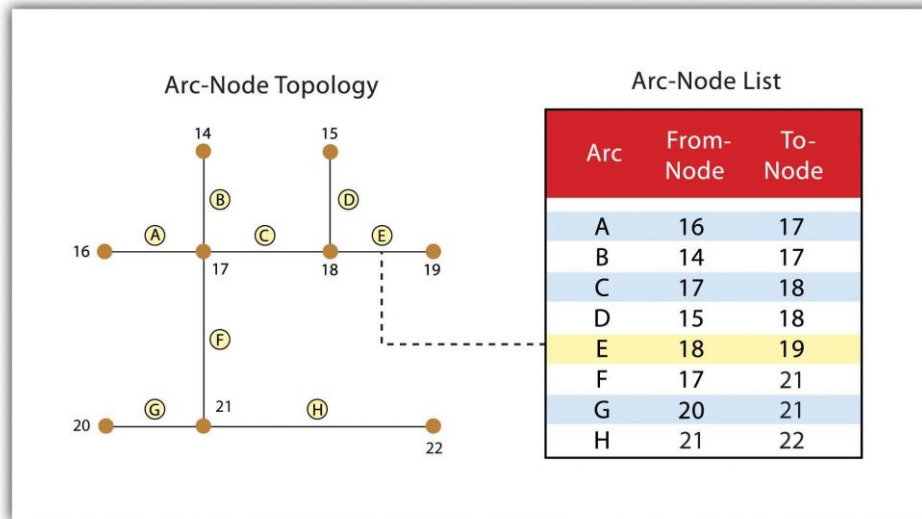 Arc-Node Topology
14
15
B
D
A
C
E
16
17
18
19
F
G
21
H
20
22
Arc-Node List
Arc From-Node To-Node
A 16 17
B 14 17
C 17 18
D 15 18
E 18 19
F 17 21
G 20 21
H 21 22